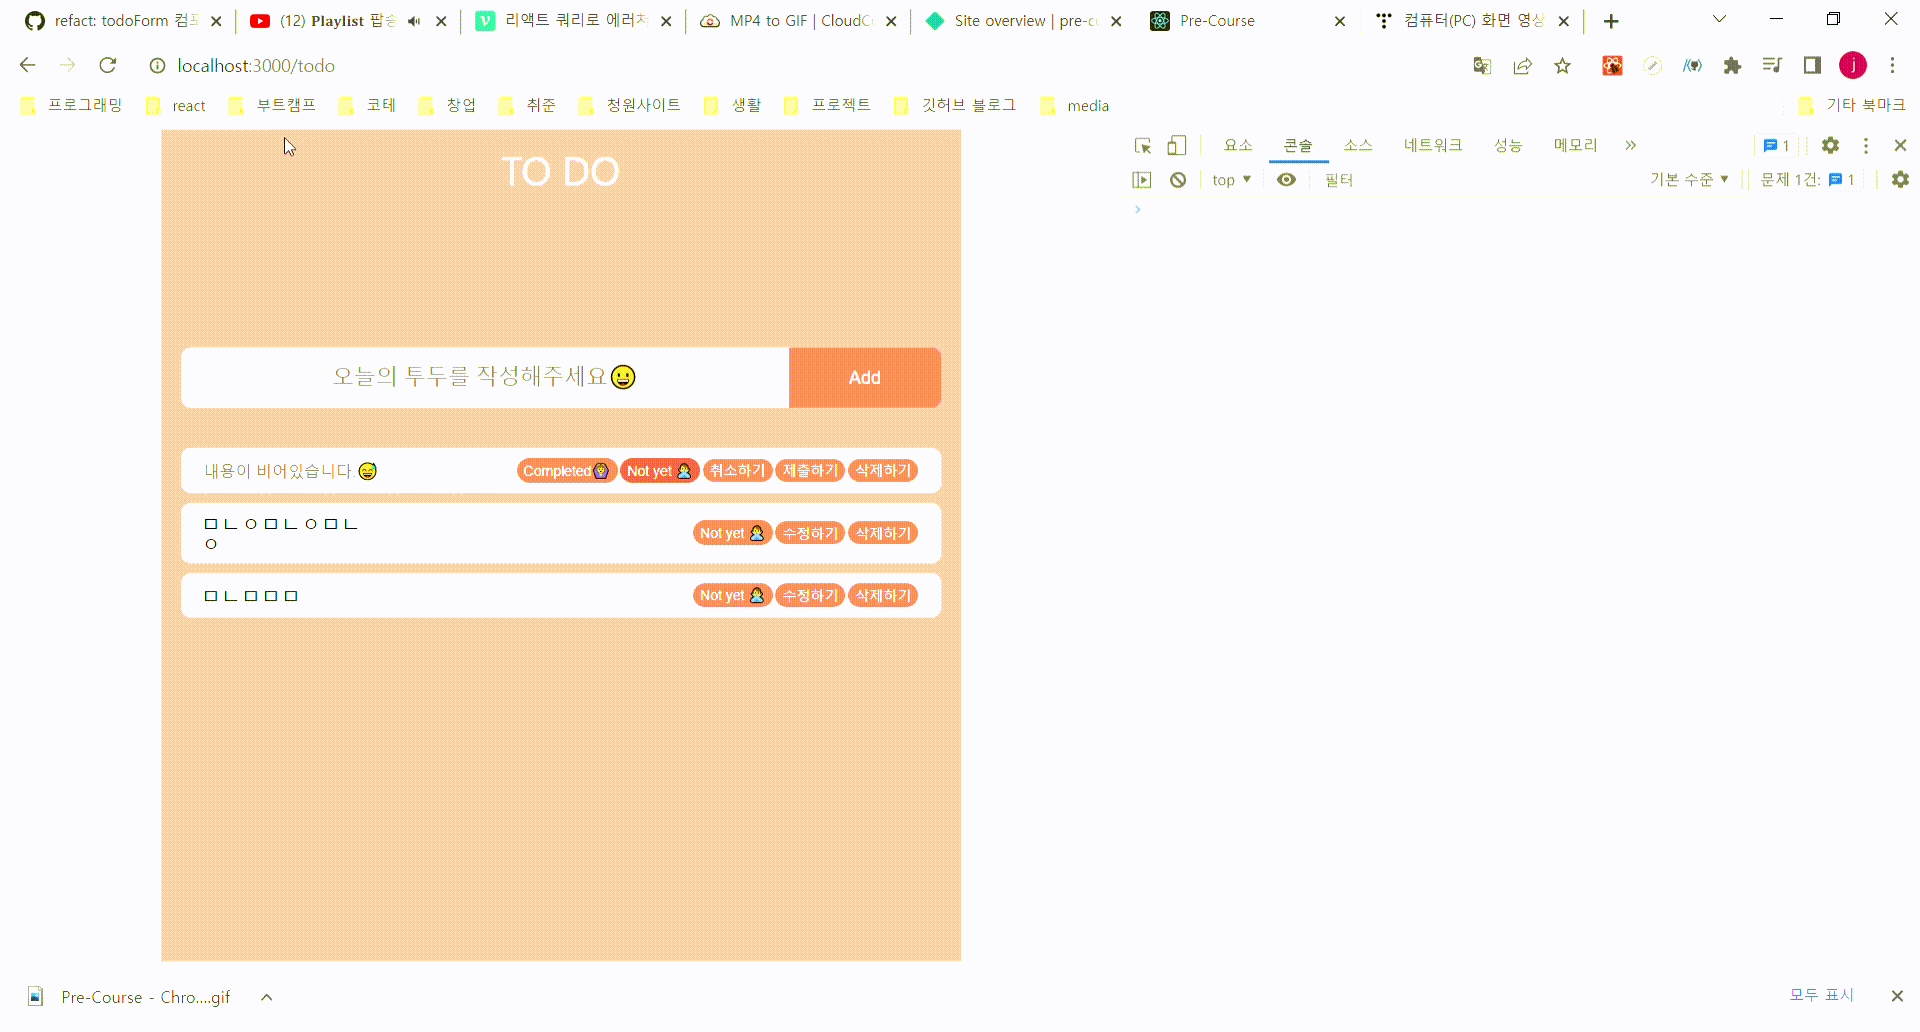 refact: todoForm 컴포
(12) Playlist 팝송
리액트 쿼리로 에러처
MP4 to GIF | CloudCo
Site overview | pre-co
Pre-Course
컴퓨터(PC) 화면 영상
localhost:3000/todo
j
프로그래밍
react
부트캠프
코테
창업
취준
청원사이트
생활
프로젝트
깃허브 블로그
media
기타 북마크
TO DO
오늘의 투두를 작성해주세요😀
Add
내용이 비어있습니다.😅
Completed🙆
Not yet 🙅
취소하기
제출하기
삭제하기
ㅁㄴㅇㅁㄴㅇㅁㄴ
ㅇ
Not yet 🙅
수정하기
삭제하기
ㅁㄴㅁㅁㅁ
Not yet 🙅
수정하기
삭제하기
요소
콘솔
소스
네트워크
성능
메모리
»
1
top ▼
필터
기본 수준 ▼
문제 1건: 1
›
Pre-Course - Chro....gif
모두 표시